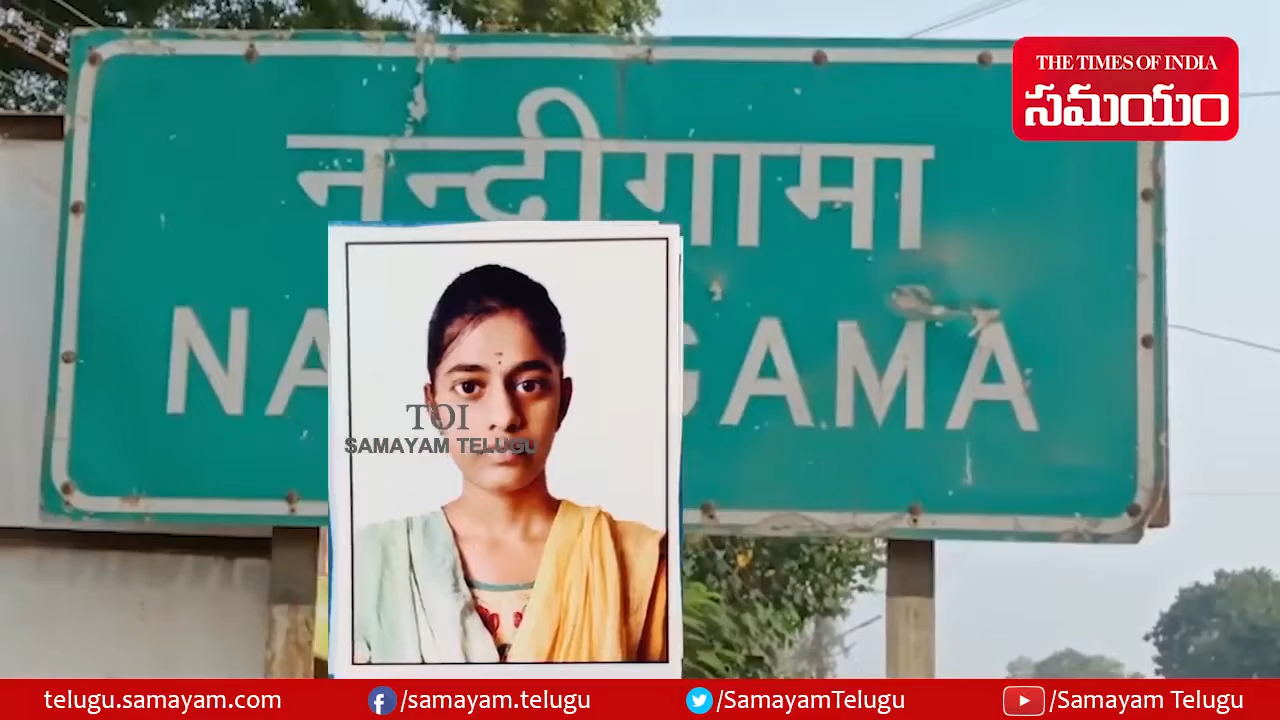 THE TIMES OF INDIA
సమయం
नन्दीगामा
NA GAMA
TOI
SAMAYAM TELUGU
telugu.samayam.com
/samayam.telugu
/SamayamTelugu
/Samayam Telugu